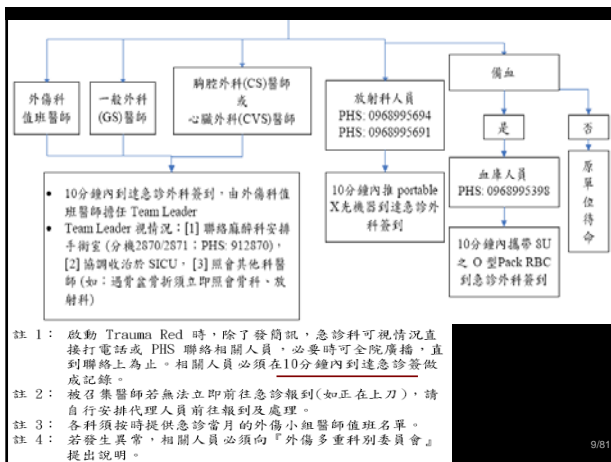 外傷科
值班醫師
一般外科
(GS)醫師
胸腔外科(CS)醫師
或
心臟外科(CVS)醫師
放射科人員
PHS: 0968995694
PHS: 0968995691
備血
是
否
10分鐘內到達急診外科簽到，由外傷科值
班醫師擔任 Team Leader
Team Leader 視情況：[1] 聯絡麻醉科安排
手術室 (分機2870/2871；PHS: 912870)，
[2] 協調收治於 SICU，[3] 照會其他科醫
師 (如：遇骨盆骨折須立即照會骨科、放
射科)
10分鐘內推 portable
X光機器到達急診外
科簽到
血庫人員
PHS: 0968995398
原單位待命
10分鐘內攜帶 8U
之 O 型Pack RBC
到急診外科簽到
註 1： 啟動 Trauma Red 時，除了發簡訊，急診科可視情況直
接打電話或 PHS 聯絡相關人員，必要時可全院廣播，直
到聯絡上為止。相關人員必須在10分鐘內到達急診簽做
成記錄。
註 2： 被召集醫師若無法立即前往急診報到(如正在上刀)，請
自行安排代理人員前往報到及處理。
註 3： 各科須按時提供急診當月的外傷小組醫師值班名單。
註 4： 若發生異常，相關人員必須向『外傷多重科別委員會』
提出說明。
9/81